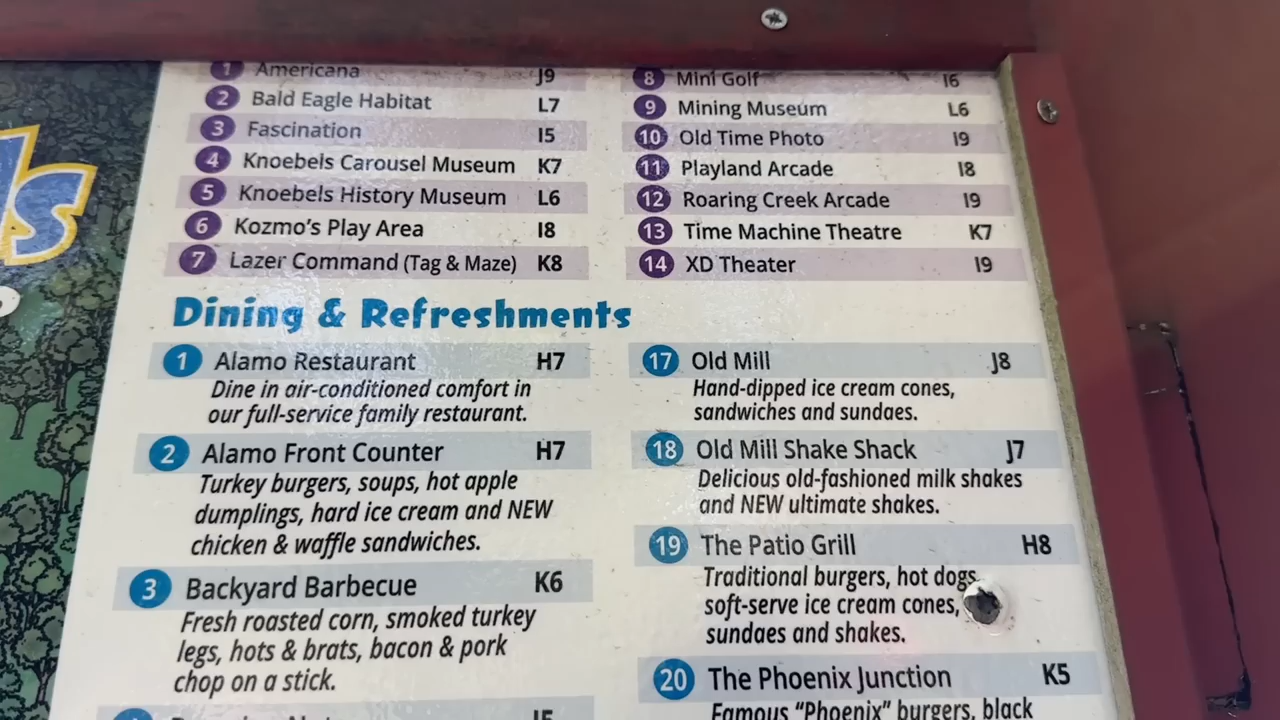 ls
1 Americana J9
2 Bald Eagle Habitat L7
3 Fascination I5
4 Knoebels Carousel Museum K7
5 Knoebels History Museum L6
6 Kozmo's Play Area I8
7 Lazer Command (Tag & Maze) K8
8 Mini Golf I6
9 Mining Museum L6
10 Old Time Photo I9
11 Playland Arcade I8
12 Roaring Creek Arcade I9
13 Time Machine Theatre K7
14 XD Theater I9
Dining & Refreshments
1 Alamo Restaurant H7
Dine in air-conditioned comfort in
our full-service family restaurant.
2 Alamo Front Counter H7
Turkey burgers, soups, hot apple
dumplings, hard ice cream and NEW
chicken & waffle sandwiches.
3 Backyard Barbecue K6
Fresh roasted corn, smoked turkey
legs, hots & brats, bacon & pork
chop on a stick.
17 Old Mill J8
Hand-dipped ice cream cones,
sandwiches and sundaes.
18 Old Mill Shake Shack J7
Delicious old-fashioned milk shakes
and NEW ultimate shakes.
19 The Patio Grill H8
Traditional burgers, hot dogs
soft-serve ice cream cones,
sundaes and shakes.
20 The Phoenix Junction K5
Famous "Phoenix" burgers, black